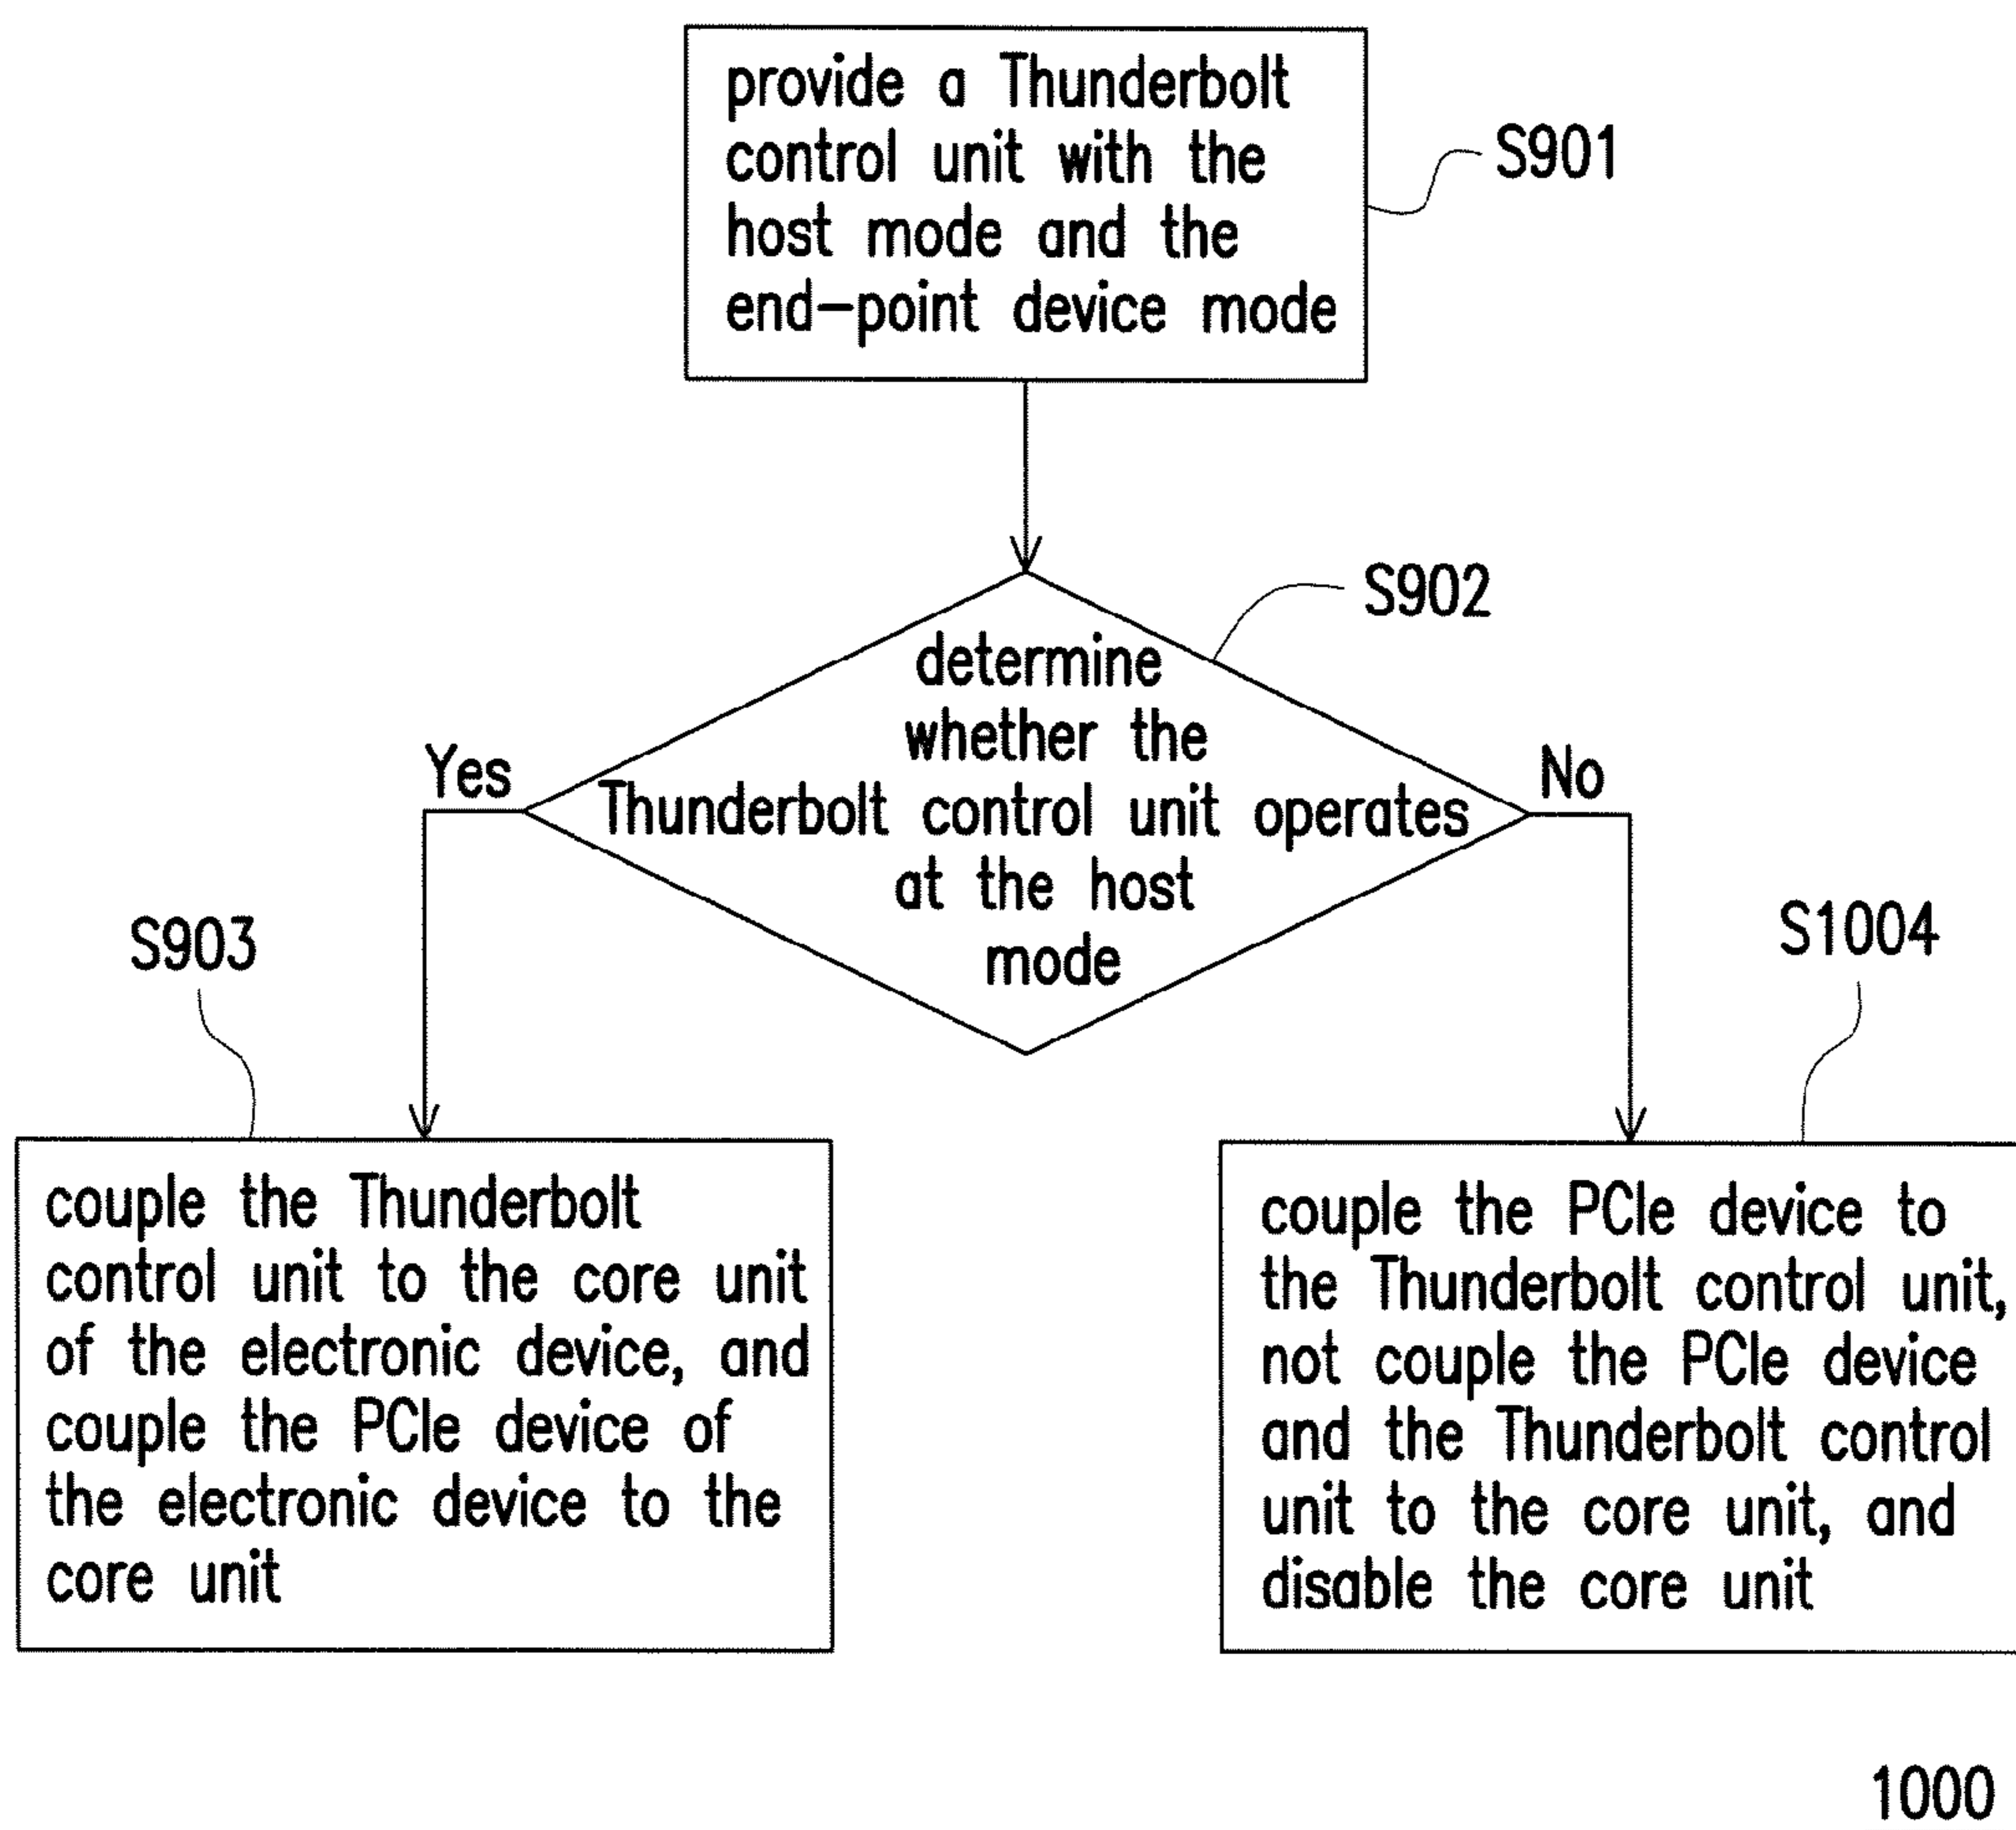 provide a Thunderbolt
control unit with the
host mode and the
end-point device mode
S901
S902
determine
whether the
Thunderbolt control unit operates
at the host
mode
Yes
No
S903
S1004
couple the Thunderbolt
control unit to the core unit
of the electronic device, and
couple the PCIe device of
the electronic device to the
core unit
couple the PCIe device to
the Thunderbolt control unit,
not couple the PCIe device
and the Thunderbolt control
unit to the core unit, and
disable the core unit
1000